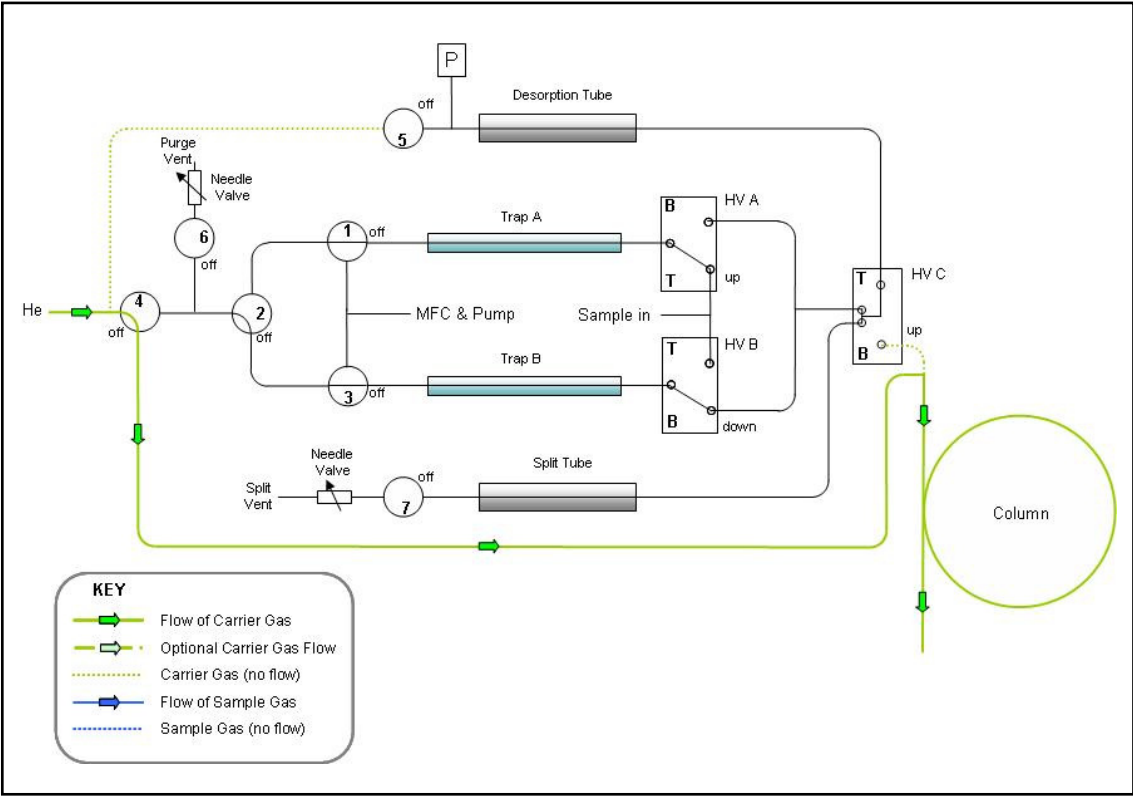 P
off
Desorption Tube
5
Purge
Vent
Needle
Valve
6
off
1
off
Trap A
B
HV A
T
up
He
4
off
2
off
MFC & Pump
Sample in
T
HV C
up
B
3
off
Trap B
T
HV B
B
down
Needle
Valve
Split
Vent
7
off
Split Tube
Column
KEY
Flow of Carrier Gas
Optional Carrier Gas Flow
Carrier Gas (no flow)
Flow of Sample Gas
Sample Gas (no flow)